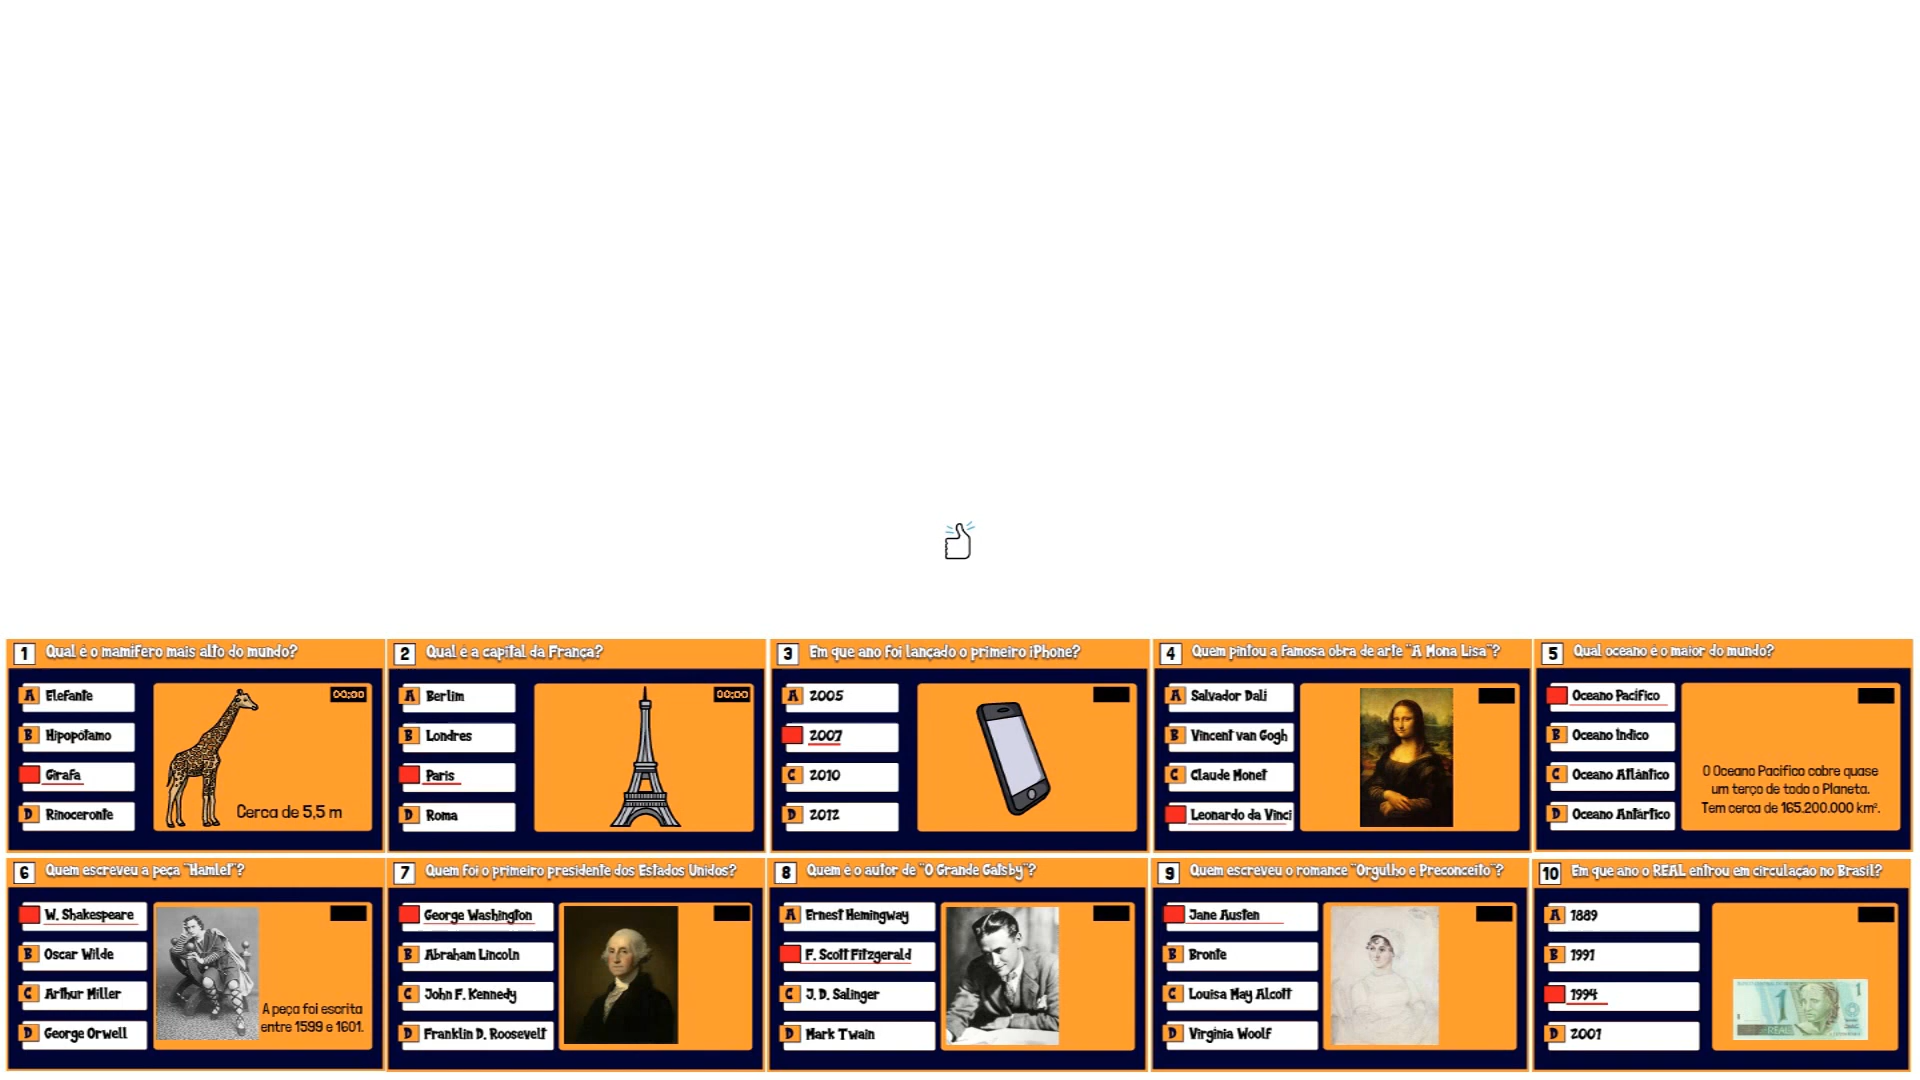 1 Qual é o mamífero mais alto do mundo?
A Elefante
B Hipopótamo
Girafa
D Rinoceronte
00:00
Cerca de 5,5 m
2 Qual é a capital da França?
A Berlim
B Londres
Paris
D Roma
00:00
3 Em que ano foi lançado o primeiro iPhone?
A 2005
2007
C 2010
D 2012
4 Quem pintou a famosa obra de arte "A Mona Lisa"?
A Salvador Dalí
B Vincent van Gogh
C Claude Monet
Leonardo da Vinci
5 Qual oceano é o maior do mundo?
Oceano Pacífico
B Oceano Índico
C Oceano Atlântico
D Oceano Antártico
O Oceano Pacífico cobre quase
um terço de todo o Planeta.
Tem cerca de 165.200.000 km².
6 Quem escreveu a peça "Hamlet"?
W. Shakespeare
B Oscar Wilde
C Arthur Miller
D George Orwell
A peça foi escrita
entre 1599 e 1601.
7 Quem foi o primeiro presidente dos Estados Unidos?
George Washington
B Abraham Lincoln
C John F. Kennedy
D Franklin D. Roosevelt
8 Quem é o autor de "O Grande Gatsby"?
A Ernest Hemingway
F. Scott Fitzgerald
C J. D. Salinger
D Mark Twain
9 Quem escreveu o romance "Orgulho e Preconceito"?
Jane Austen
B Bronte
C Louisa May Alcott
D Virginia Woolf
10 Em que ano o REAL entrou em circulação no Brasil?
A 1889
B 1991
1994
D 2001
1
1
REAL